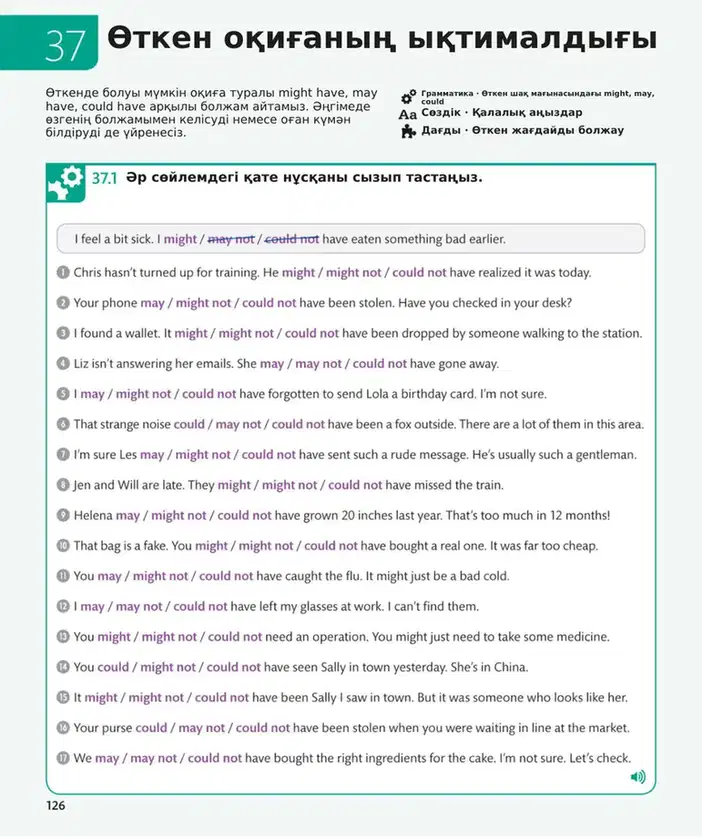 37
Өткен оқиғаның ықтималдығы
Өткенде болуы мүмкін оқиға туралы might have, may
have, could have арқылы болжам айтамыз. Әңгімеде
өзгенің болжамымен келісуді немесе оған күмән
білдіруді де үйренесіз.
Грамматика · Өткен шақ мағынасындағы might, may,
could
Aa Сөздік · Қалалық аңыздар
Дағды · Өткен жағдайды болжау
37.1 Әр сөйлемдегі қате нұсқаны сызып тастаңыз.
I feel a bit sick. I might / may not / could not have eaten something bad earlier.
1 Chris hasn't turned up for training. He might / might not / could not have realized it was today.
2 Your phone may / might not / could not have been stolen. Have you checked in your desk?
3 I found a wallet. It might / might not / could not have been dropped by someone walking to the station.
4 Liz isn't answering her emails. She may / may not / could not have gone away.
5 I may / might not / could not have forgotten to send Lola a birthday card. I'm not sure.
6 That strange noise could / may not / could not have been a fox outside. There are a lot of them in this area.
7 I'm sure Les may / might not / could not have sent such a rude message. He's usually such a gentleman.
8 Jen and Will are late. They might / might not / could not have missed the train.
9 Helena may / might not / could not have grown 20 inches last year. That's too much in 12 months!
10 That bag is a fake. You might / might not / could not have bought a real one. It was far too cheap.
11 You may / might not / could not have caught the flu. It might just be a bad cold.
12 I may / may not / could not have left my glasses at work. I can't find them.
13 You might / might not / could not need an operation. You might just need to take some medicine.
14 You could / might not / could not have seen Sally in town yesterday. She's in China.
15 It might / might not / could not have been Sally I saw in town. But it was someone who looks like her.
16 Your purse could / may not / could not have been stolen when you were waiting in line at the market.
17 We may / may not / could not have bought the right ingredients for the cake. I'm not sure. Let's check.
126